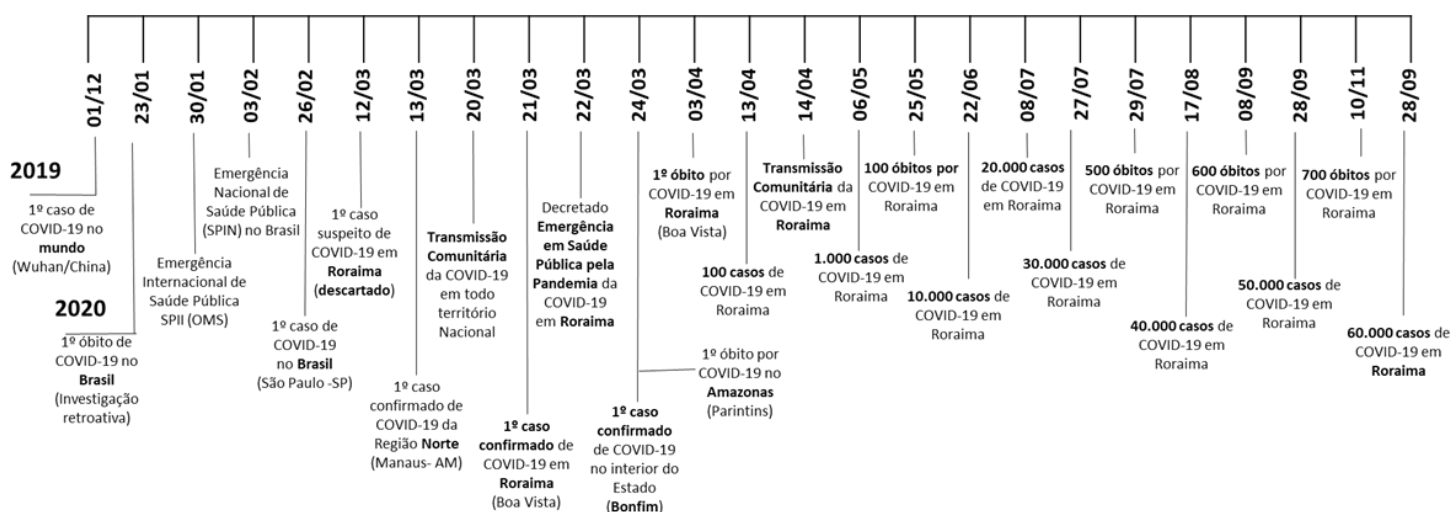 01/12
23/01
30/01
03/02
26/02
12/03
13/03
20/03
21/03
22/03
24/03
03/04
13/04
14/04
06/05
25/05
22/06
08/07
27/07
29/07
17/08
08/09
28/09
10/11
28/09
2019
1º caso de
COVID-19 no
mundo
(Wuhan/China)
2020
1º óbito de
COVID-19 no
Brasil
(Investigação
retroativa)
Emergência
Internacional de
Saúde Pública
SPII (OMS)
Emergência
Nacional de
Saúde Pública
(SPIN) no Brasil
1º caso de
COVID-19
no Brasil
(São Paulo -SP)
1º caso
suspeito de
COVID-19 em
Roraima
(descartado)
1º caso
confirmado de
COVID-19 da
Região Norte
(Manaus- AM)
Transmissão
Comunitária
da COVID-19
em todo
território
Nacional
1º caso
confirmado de
COVID-19 em
Roraima
(Boa Vista)
Decretado
Emergência
em Saúde
Pública pela
Pandemia da
COVID-19
em Roraima
1º caso
confirmado
de COVID-19
no interior do
Estado
(Bonfim)
1º óbito por
COVID-19 no
Amazonas
(Parintins)
1º óbito por
COVID-19 em
Roraima
(Boa Vista)
100 casos de
COVID-19 em
Roraima
Transmissão
Comunitária da
COVID-19 em
Roraima
1.000 casos de
COVID-19 em
Roraima
100 óbitos por
COVID-19 em
Roraima
10.000 casos de
COVID-19 em
Roraima
20.000 casos
de COVID-19
em Roraima
30.000 casos de
COVID-19 em
Roraima
500 óbitos por
COVID-19 em
Roraima
40.000 casos de
COVID-19 em
Roraima
600 óbitos por
COVID-19 em
Roraima
50.000 casos de
COVID-19 em
Roraima
700 óbitos por
COVID-19 em
Roraima
60.000 casos de
COVID-19 em
Roraima